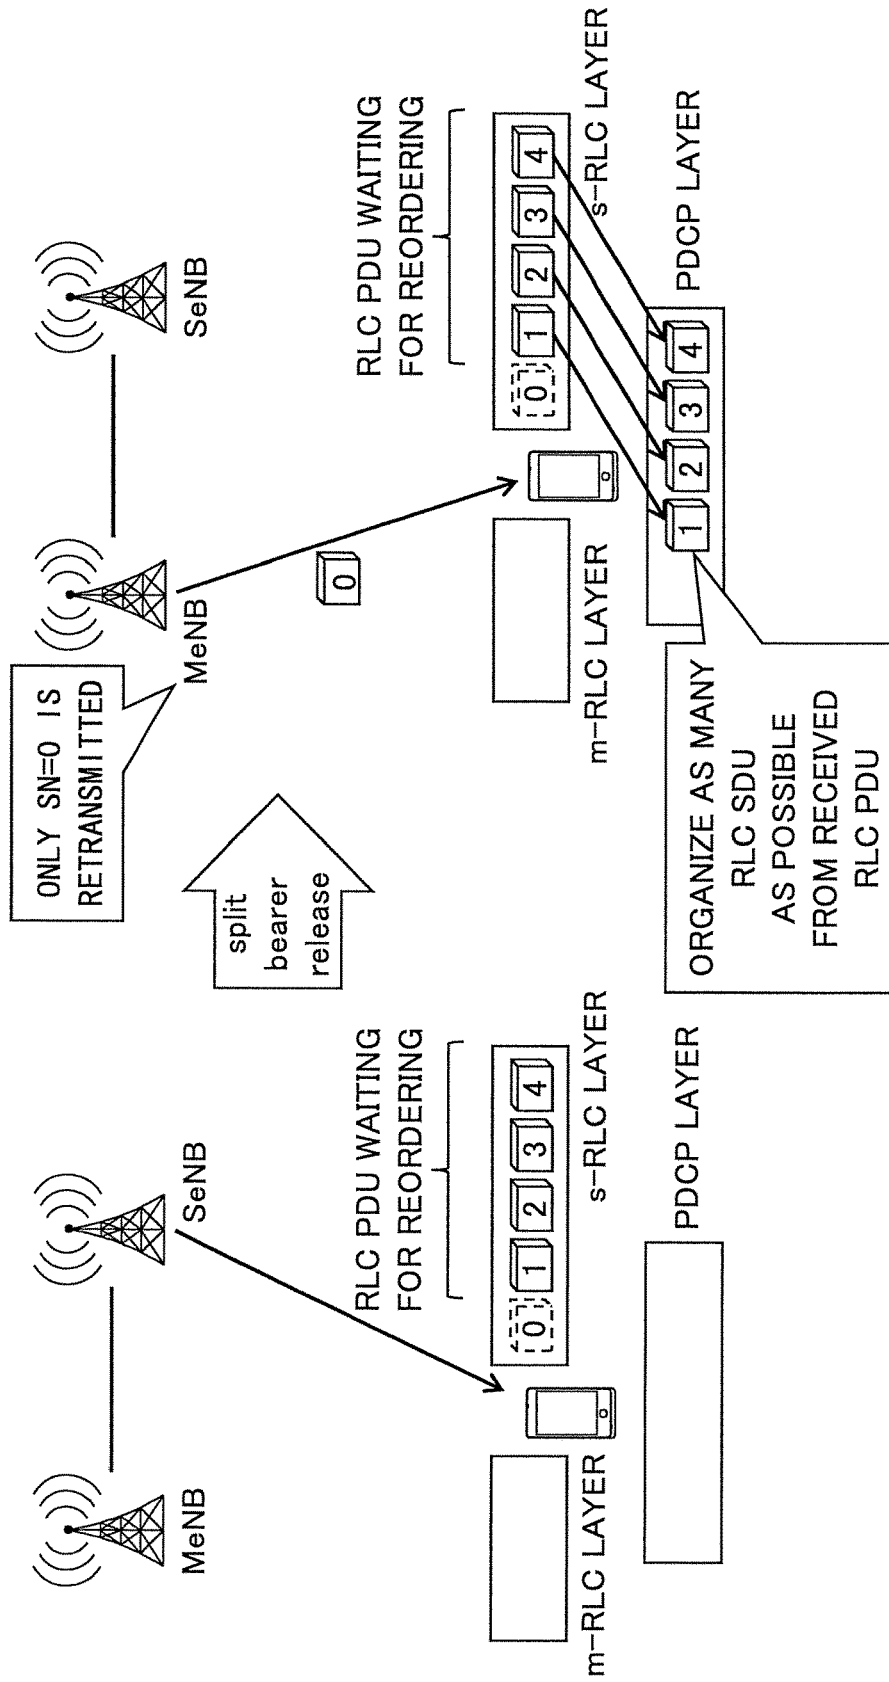 MeNB
SeNB
RLC PDU WAITING
FOR REORDERING
0
1
2
3
4
m-RLC LAYER
s-RLC LAYER
PDCP LAYER
split
bearer
release
ONLY SN=0 IS
RETRANSMITTED
MeNB
SeNB
0
RLC PDU WAITING
FOR REORDERING
0
1
2
3
4
m-RLC LAYER
s-RLC LAYER
PDCP LAYER
1
2
3
4
ORGANIZE AS MANY
RLC SDU
AS POSSIBLE
FROM RECEIVED
RLC PDU